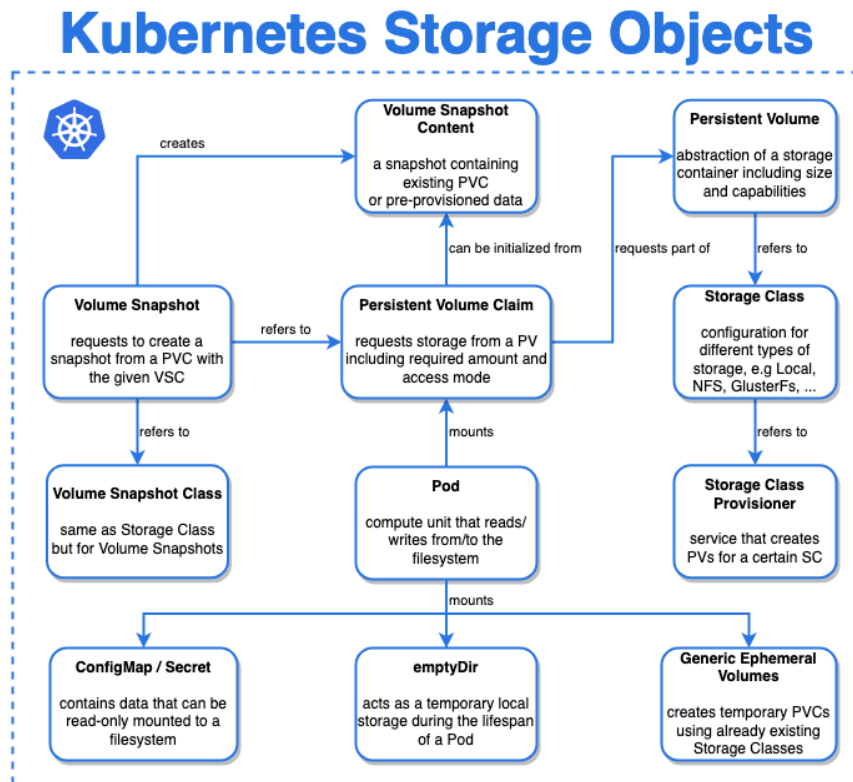 Kubernetes Storage Objects
Volume Snapshot
Content
a snapshot containing
existing PVC
or pre-provisioned data
Persistent Volume
abstraction of a storage
container including size
and capabilities
creates
can be initialized from
requests part of
refers to
Volume Snapshot
requests to create a
snapshot from a PVC with
the given VSC
refers to
Persistent Volume Claim
requests storage from a PV
including required amount and
access mode
Storage Class
configuration for
different types of
storage, e.g Local,
NFS, GlusterFs, ...
refers to
mounts
refers to
Volume Snapshot Class
same as Storage Class
but for Volume Snapshots
Pod
compute unit that reads/
writes from/to the
filesystem
Storage Class
Provisioner
service that creates
PVs for a certain SC
mounts
ConfigMap / Secret
contains data that can be
read-only mounted to a
filesystem
emptyDir
acts as a temporary local
storage during the lifespan
of a Pod
Generic Ephemeral
Volumes
creates temporary PVCs
using already existing
Storage Classes